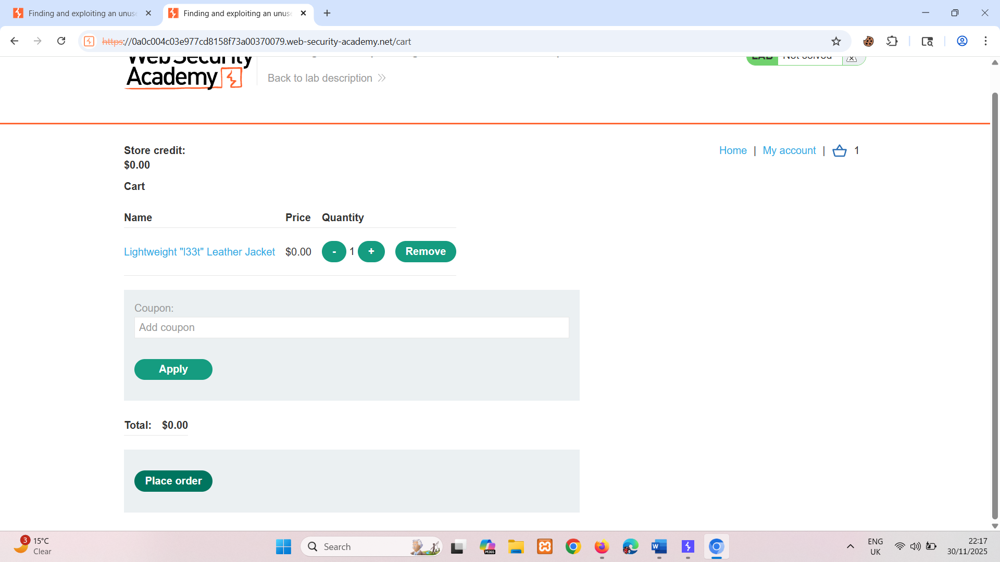 Finding and exploiting an unuse
Finding and exploiting an unuse
https://0a0c004c03e977cd8158f73a00370079.web-security-academy.net/cart
Web Security
Academy
Back to lab description
LAB Not solved
Store credit:
$0.00
Home | My account | 1
Cart
Name Price Quantity
Lightweight "l33t" Leather Jacket $0.00 - 1 + Remove
Coupon:
Add coupon
Apply
Total: $0.00
Place order
3
15°C
Clear
Search
M365
ENG
UK
22:17
30/11/2025